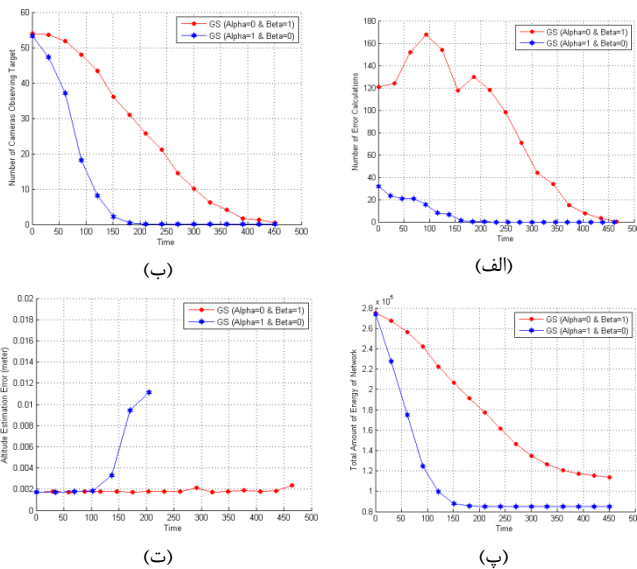 Number of Cameras Observing Target
60
50
40
30
20
10
0
GS (Alpha=0 & Beta=1)
GS (Alpha=1 & Beta=0)
0 50 100 150 200 250 300 350 400 450 500
Time
(ب)
Number of Error Calculations
180
160
140
120
100
80
60
40
20
0
GS (Alpha=0 & Beta=1)
GS (Alpha=1 & Beta=0)
0 50 100 150 200 250 300 350 400 450 500
Time
(الف)
Altitude Estimation Error (meter)
0.02
0.018
0.016
0.014
0.012
0.01
0.008
0.006
0.004
0.002
0
GS (Alpha=0 & Beta=1)
GS (Alpha=1 & Beta=0)
0 50 100 150 200 250 300 350 400 450 500
Time
(ت)
Total Amount of Energy of Network
x 10⁶
2.8
2.6
2.4
2.2
2
1.8
1.6
1.4
1.2
1
0.8
GS (Alpha=0 & Beta=1)
GS (Alpha=1 & Beta=0)
0 50 100 150 200 250 300 350 400 450 500
Time
(پ)